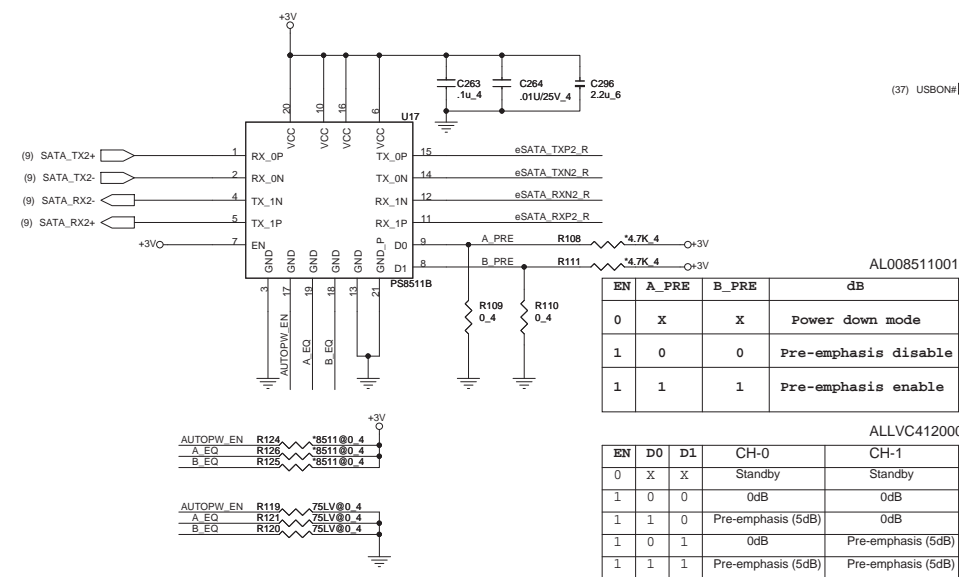 +3V
C263
.1u_4
C264
.01U/25V_4
C296
2.2u_6
(37) USBON#
20
10
16
6
U17
VCC
VCC
VCC
VCC
(9) SATA_TX2+
1
RX_0P
TX_0P
15
eSATA_TXP2_R
(9) SATA_TX2-
2
RX_0N
TX_0N
14
eSATA_TXN2_R
(9) SATA_RX2-
4
TX_1N
RX_1N
12
eSATA_RXN2_R
(9) SATA_RX2+
5
TX_1P
RX_1P
11
eSATA_RXP2_R
+3V
7
EN
D0
9
A_PRE
R108
*4.7K_4
+3V
D1
8
B_PRE
R111
*4.7K_4
+3V
GND
GND
GND
GND
GND
GND_P
PS8511B
3
17
19
18
13
21
AUTOPW_EN
A_EQ
B_EQ
R109
0_4
R110
0_4
AL008511001
EN A_PRE B_PRE dB
0 X X Power down mode
1 0 0 Pre-emphasis disable
1 1 1 Pre-emphasis enable
+3V
AUTOPW_EN R124 *8511@0_4
A_EQ R126 *8511@0_4
B_EQ R125 *8511@0_4
AUTOPW_EN R119 75LV@0_4
A_EQ R121 75LV@0_4
B_EQ R120 75LV@0_4
ALLVC412000
EN D0 D1 CH-0 CH-1
0 X X Standby Standby
1 0 0 0dB 0dB
1 1 0 Pre-emphasis (5dB) 0dB
1 0 1 0dB Pre-emphasis (5dB)
1 1 1 Pre-emphasis (5dB) Pre-emphasis (5dB)